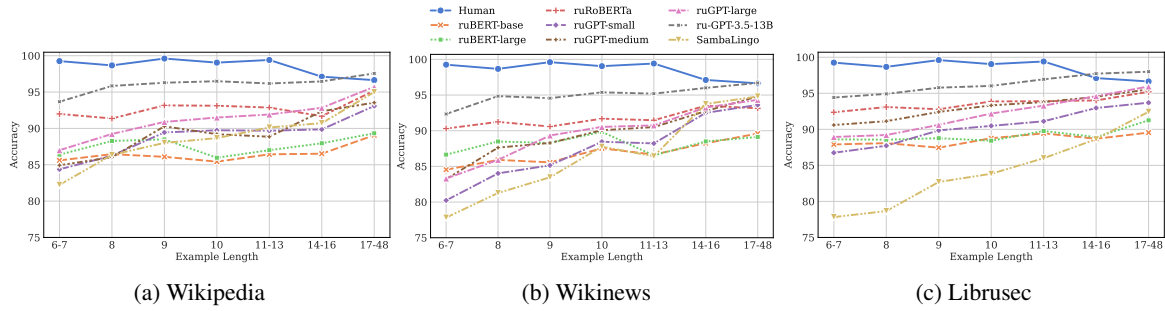 Human ruRoBERTa ruGPT-large
ruBERT-base ruGPT-small ru-GPT-3.5-13B
ruBERT-large ruGPT-medium SambaLingo
100
95
90
85
80
75
Accuracy
6-7 8 9 10 11-13 14-16 17-48
Example Length
(a) Wikipedia
100
95
90
85
80
75
Accuracy
6-7 8 9 10 11-13 14-16 17-48
Example Length
(b) Wikinews
100
95
90
85
80
75
Accuracy
6-7 8 9 10 11-13 14-16 17-48
Example Length
(c) Librusec